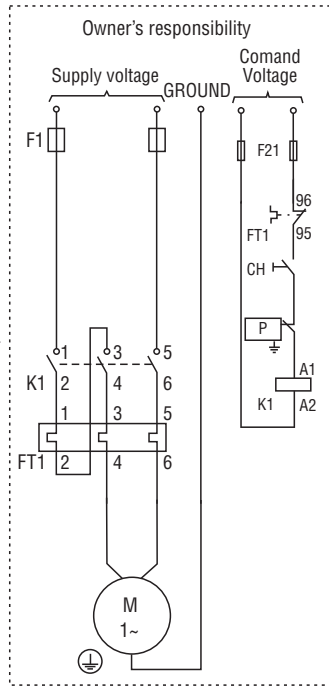 Owner's responsibility
Supply voltage
GROUND
Comand
Voltage
F1
F21
96
FT1
95
CH
P
1
3
5
K1
2
4
6
A1
K1
A2
1
3
5
FT1
2
4
6
M
1~